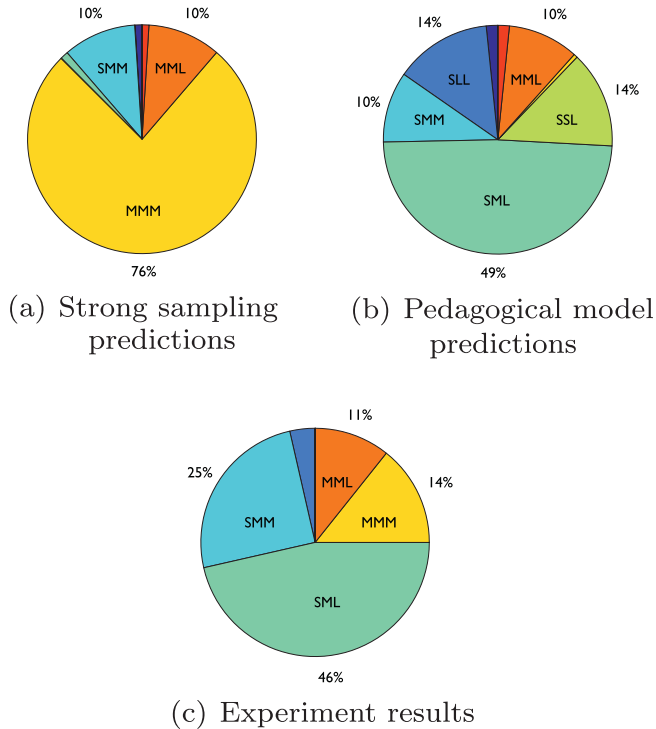 10% 10%
SMM MML
MMM
76%
(a) Strong sampling
predictions
14% 10%
SLL MML
14%
10%
SMM SSL
SML
49%
(b) Pedagogical model
predictions
11%
25% MML 14%
SMM MMM
SML
46%
(c) Experiment results